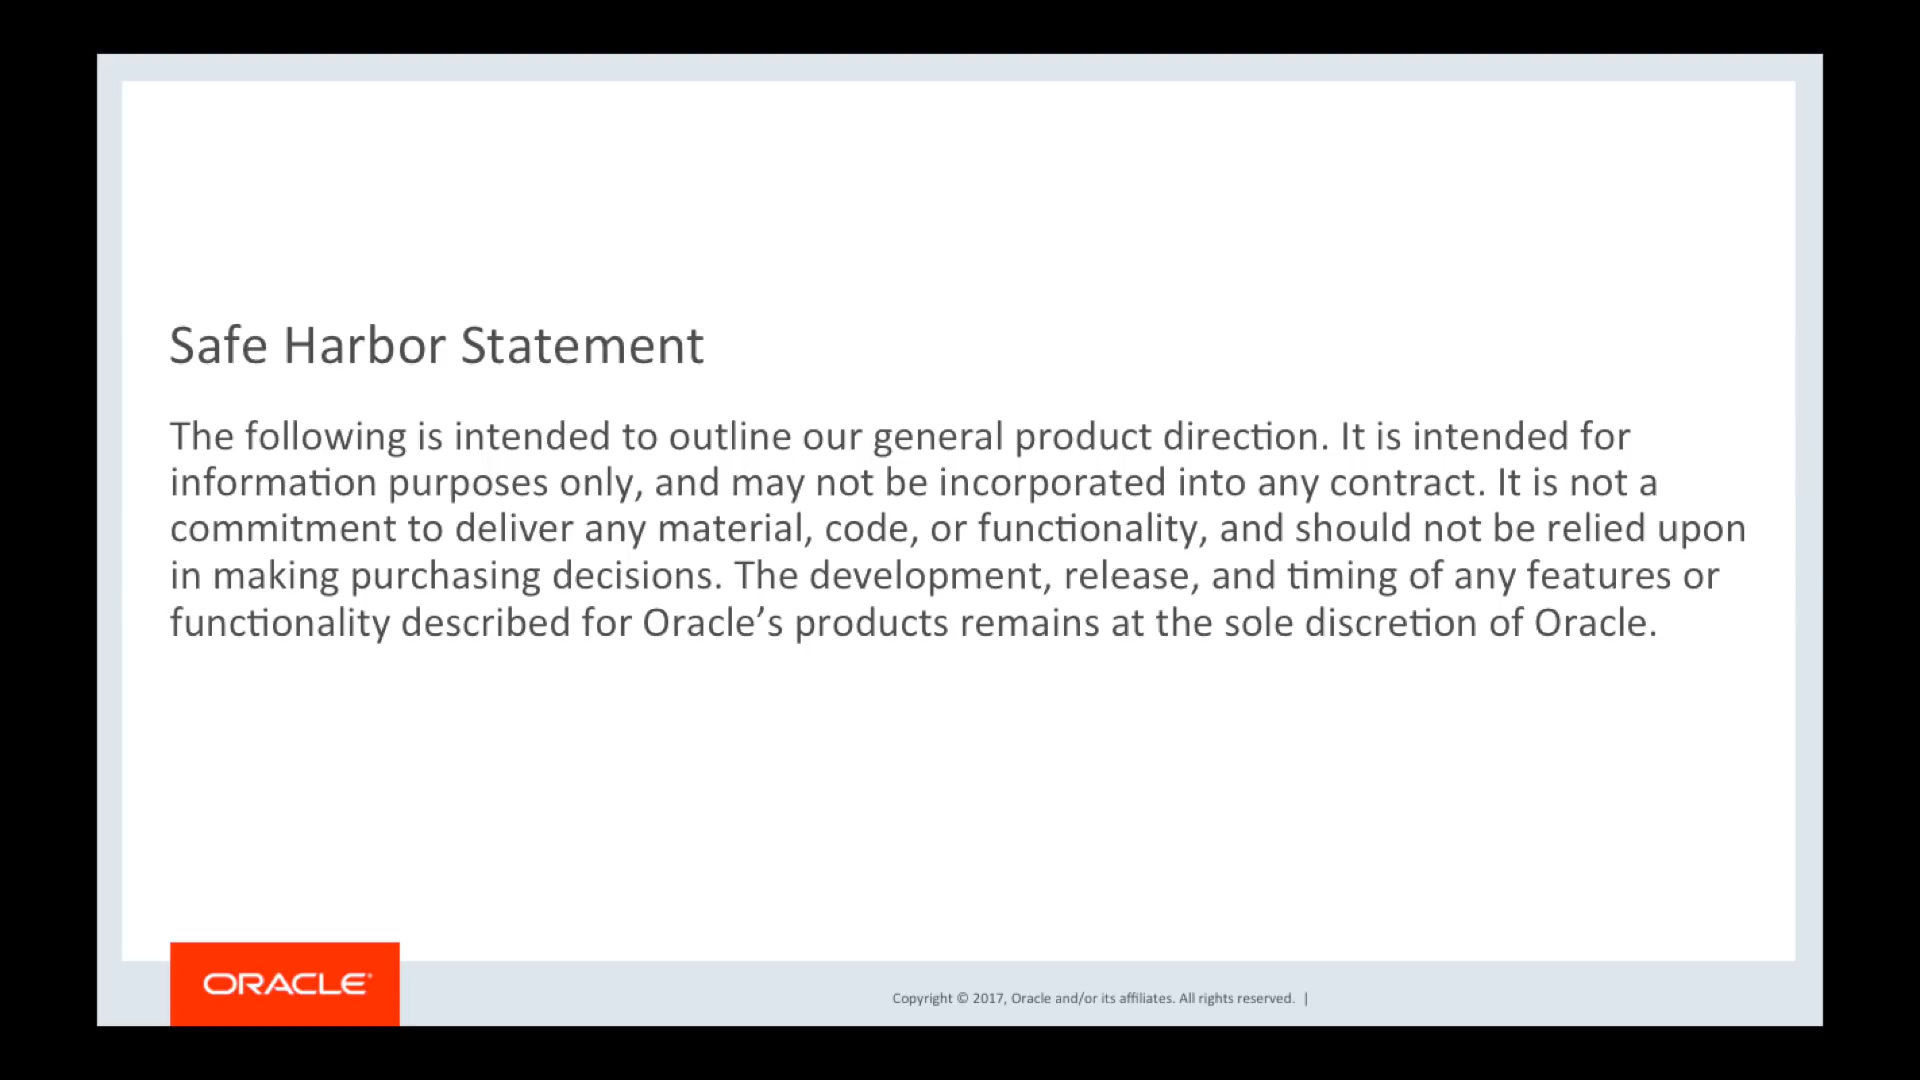 Safe Harbor Statement
The following is intended to outline our general product direction. It is intended for
information purposes only, and may not be incorporated into any contract. It is not a
commitment to deliver any material, code, or functionality, and should not be relied upon
in making purchasing decisions. The development, release, and timing of any features or
functionality described for Oracle’s products remains at the sole discretion of Oracle.
ORACLE®
Copyright © 2017, Oracle and/or its affiliates. All rights reserved. |